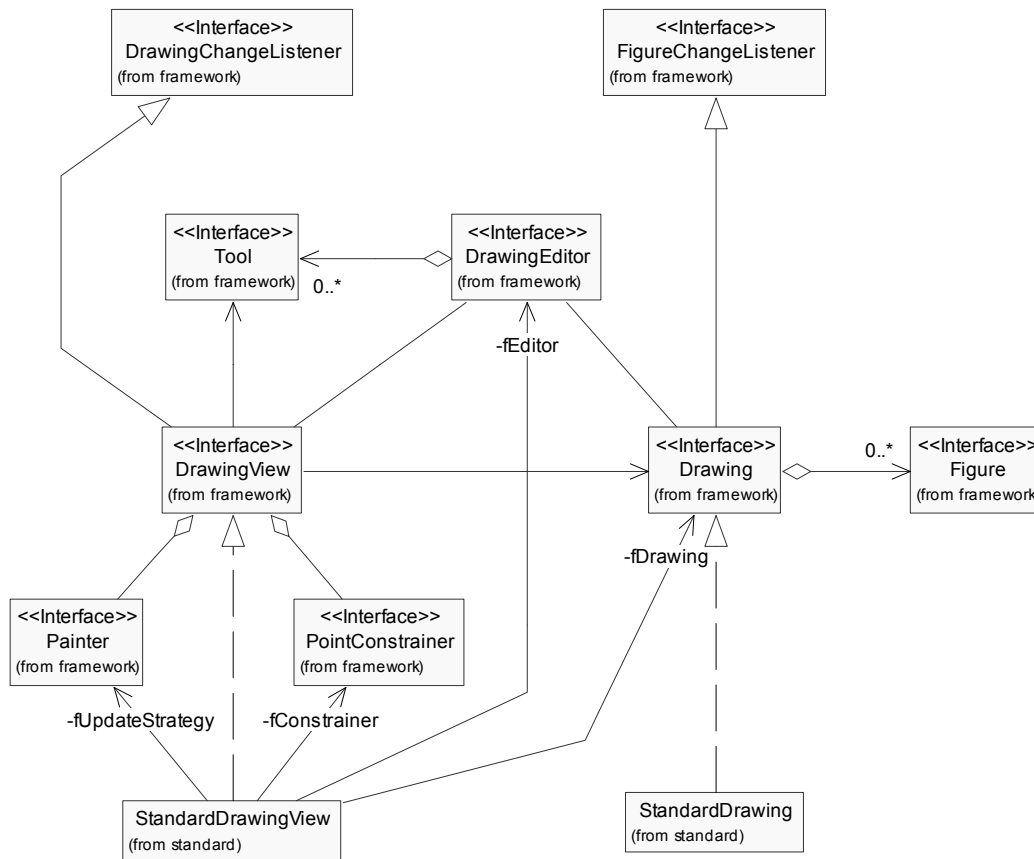 <<Interface>>
DrawingChangeListener
(from framework)
<<Interface>>
FigureChangeListener
(from framework)
<<Interface>>
Tool
(from framework)
0..*
<<Interface>>
DrawingEditor
(from framework)
-fEditor
<<Interface>>
DrawingView
(from framework)
<<Interface>>
Drawing
(from framework)
0..*
<<Interface>>
Figure
(from framework)
-fDrawing
<<Interface>>
Painter
(from framework)
<<Interface>>
PointConstrainer
(from framework)
-fUpdateStrategy
-fConstrainer
StandardDrawingView
(from standard)
StandardDrawing
(from standard)